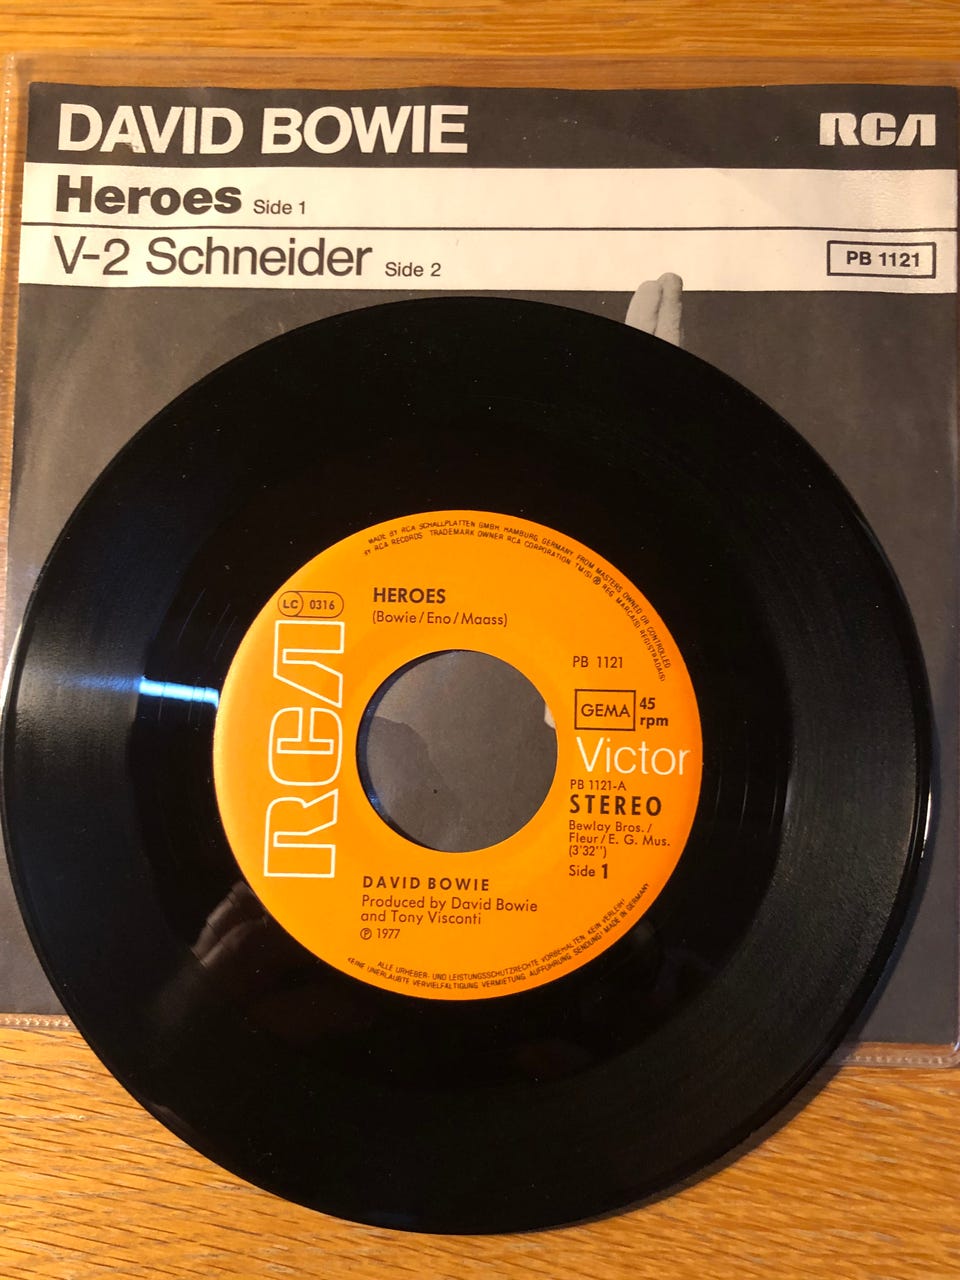 DAVID BOWIE
RCA
Heroes Side 1
V-2 Schneider Side 2
PB 1121
MADE BY RCA SCHALLPLATTEN GMBH · HAMBURG, GERMANY FROM MASTERS OWNED OR CONTROLLED
BY RCA RECORDS TRADEMARK OWNER RCA CORPORATION TM(S) ® REG. MARCA(S) REGISTRADA(S)
LC 0316
HEROES
(Bowie/Eno/Maass)
RCA
PB 1121
GEMA 45 rpm
Victor
PB 1121-A
STEREO
Bewlay Bros./
Fleur/E. G. Mus.
(3'32'')
Side 1
DAVID BOWIE
Produced by David Bowie
and Tony Visconti
℗ 1977
ALLE URHEBER- UND LEISTUNGSSCHUTZRECHTE VORBEHALTEN. KEIN VERLEIH!
KEINE UNERLAUBTE VERVIELFÄLTIGUNG, VERMIETUNG, AUFFÜHRUNG, SENDUNG! MADE IN GERMANY